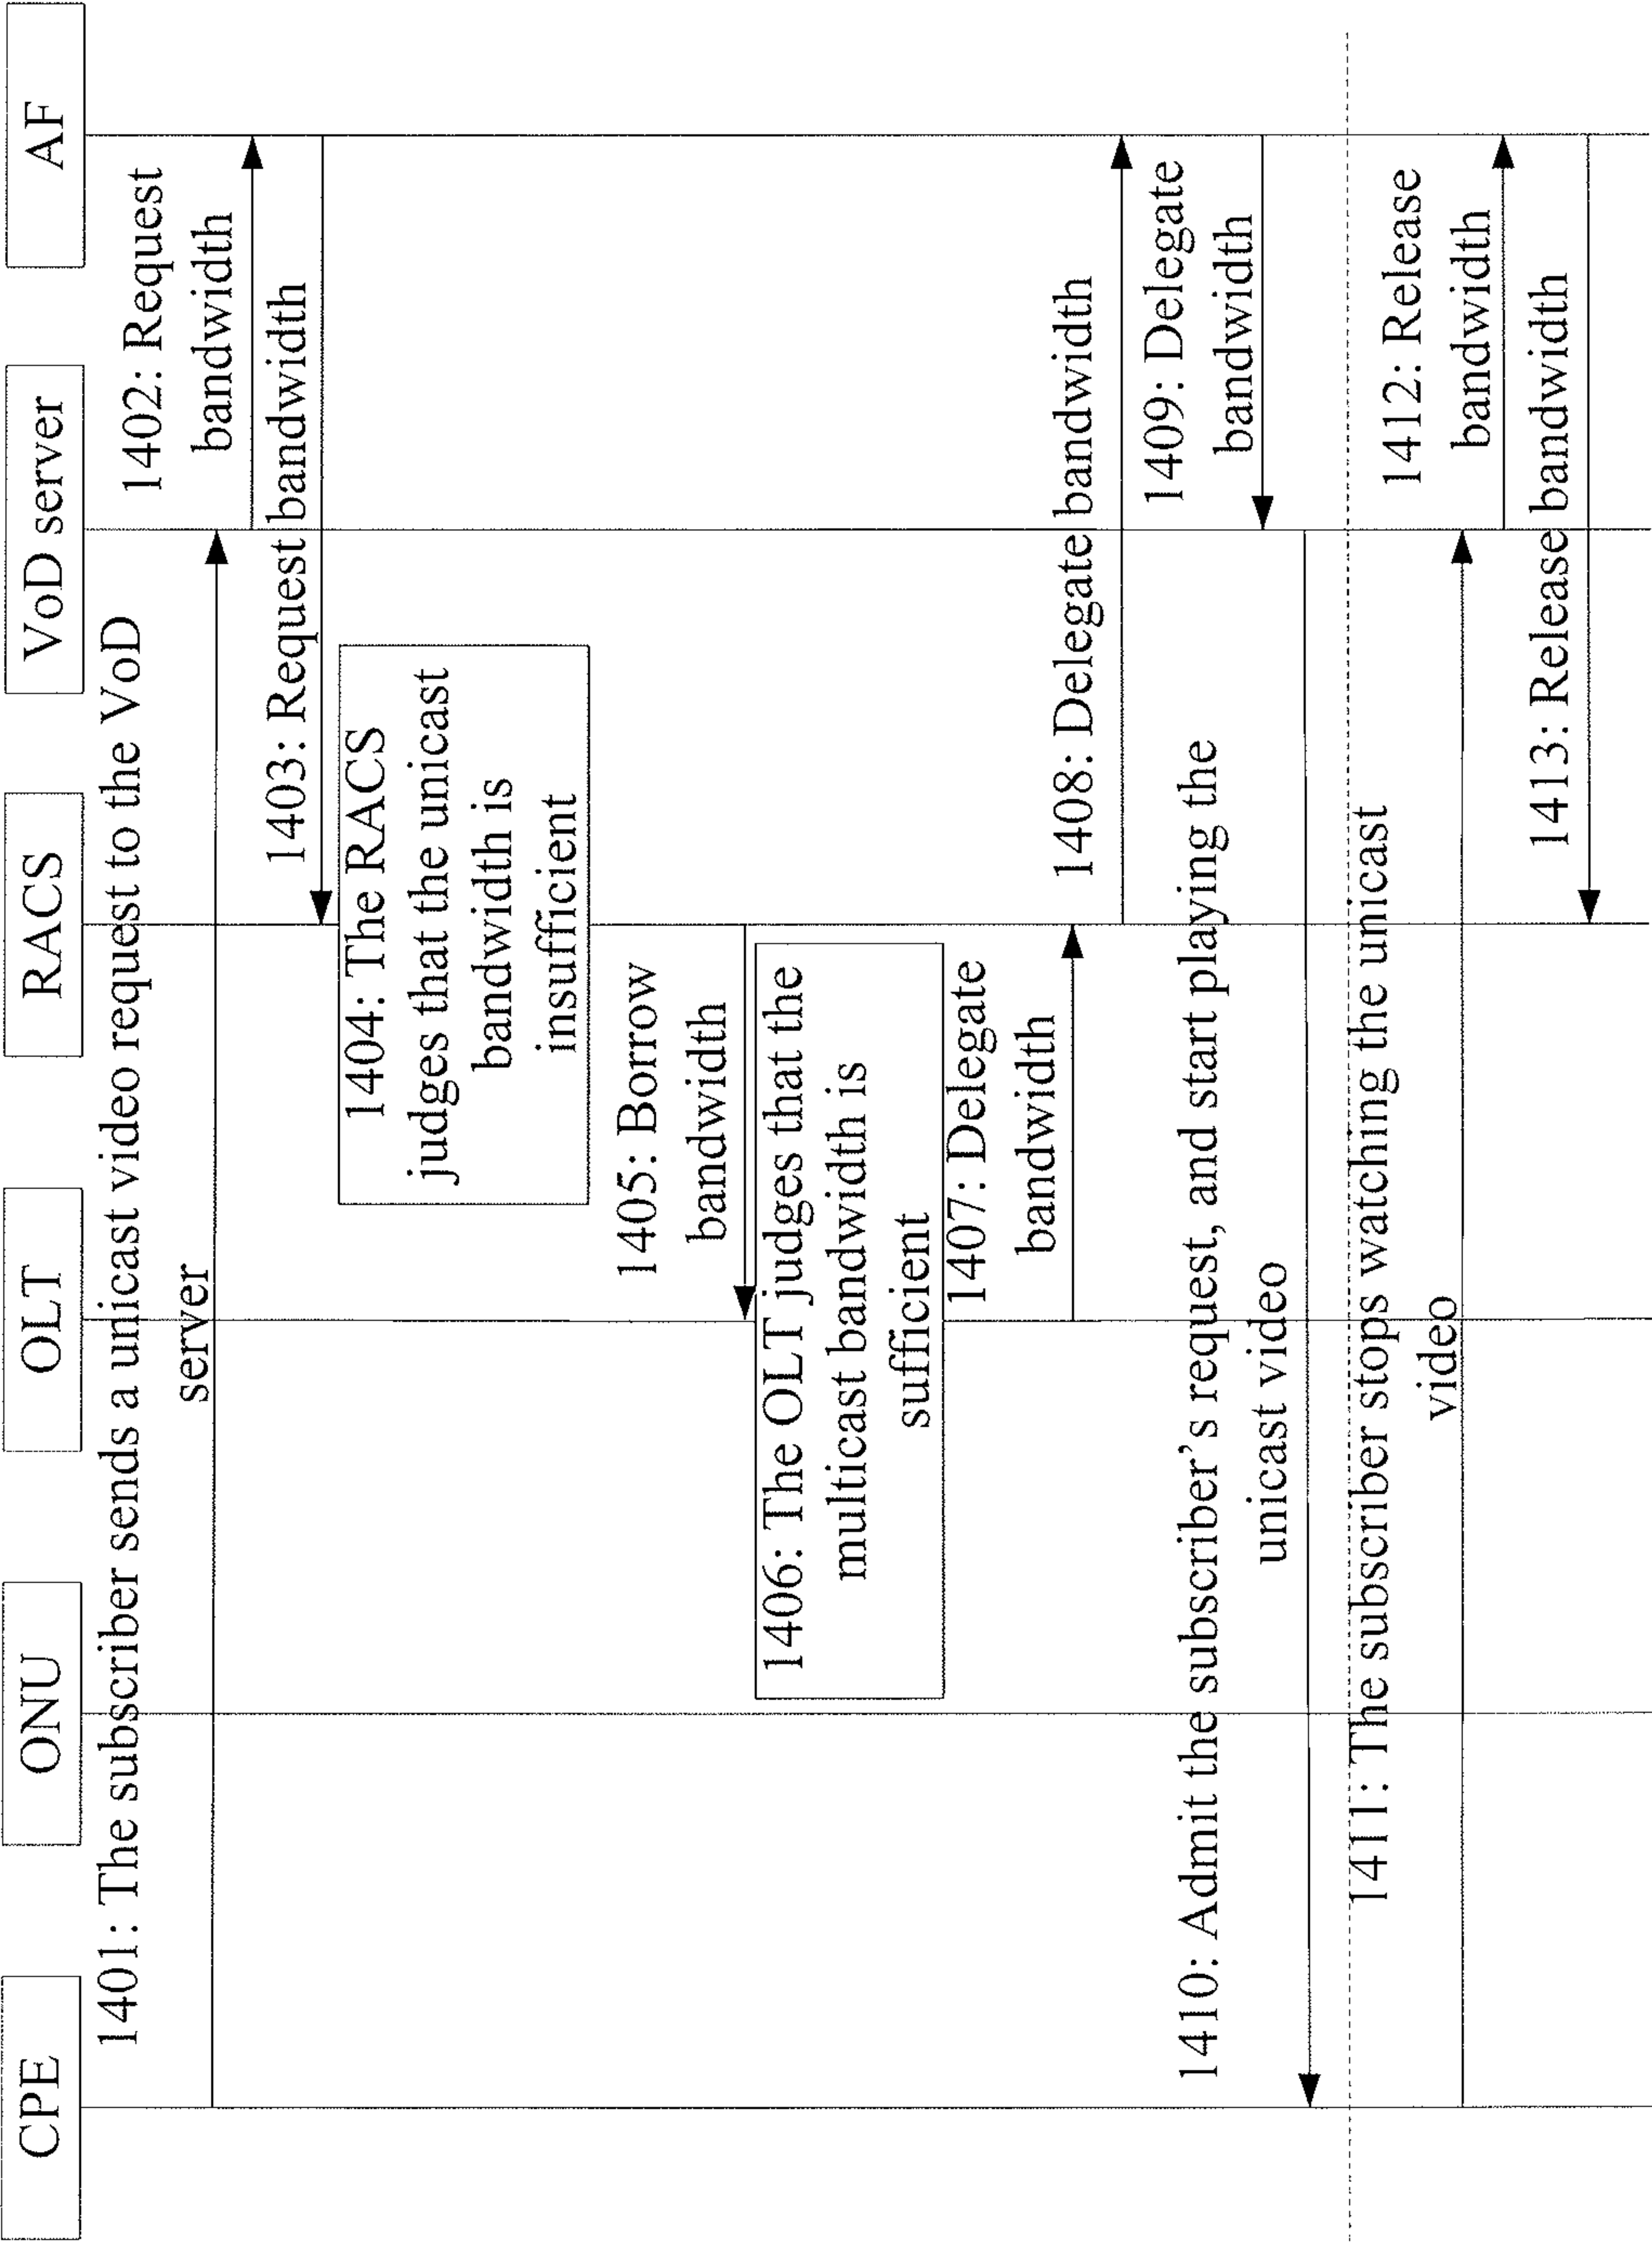 CPE
ONU
OLT
RACS
VoD server
AF
1401: The subscriber sends a unicast video request to the VoD
server
1402: Request
bandwidth
1403: Request bandwidth
1404: The RACS
judges that the unicast
bandwidth is
insufficient
1405: Borrow
bandwidth
1406: The OLT judges that the
multicast bandwidth is
sufficient
1407: Delegate
bandwidth
1408: Delegate bandwidth
1409: Delegate
bandwidth
1410: Admit the subscriber's request, and start playing the
unicast video
1411: The subscriber stops watching the unicast
video
1412: Release
bandwidth
1413: Release bandwidth